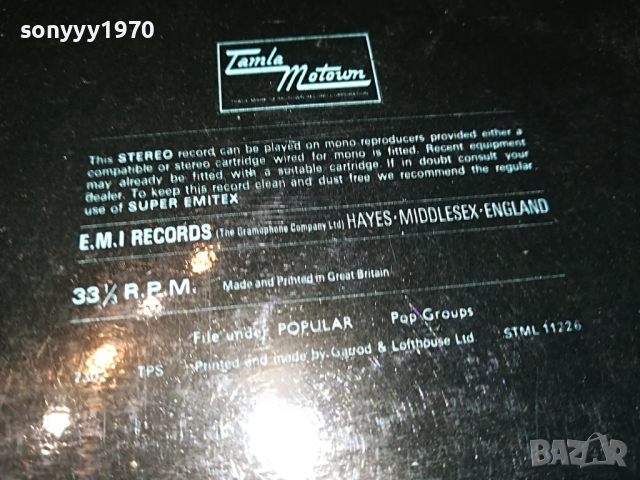 sonyyy1970
Tamla
Motown
This STEREO record can be played on mono reproducers provided either a
compatible or stereo cartridge wired for mono is fitted. Recent equipment
may already be fitted with a suitable cartridge. If in doubt consult your
dealer. To keep this record clean and dust free we recommend the regular
use of SUPER EMITEX
E.M.I RECORDS (The Gramophone Company Ltd) HAYES·MIDDLESEX·ENGLAND
33⅓ R.P.M. Made and Printed in Great Britain
File under POPULAR Pop Groups
TPS Printed and made by Garrod & Lofthouse Ltd STML 11226
BAZAR
bg